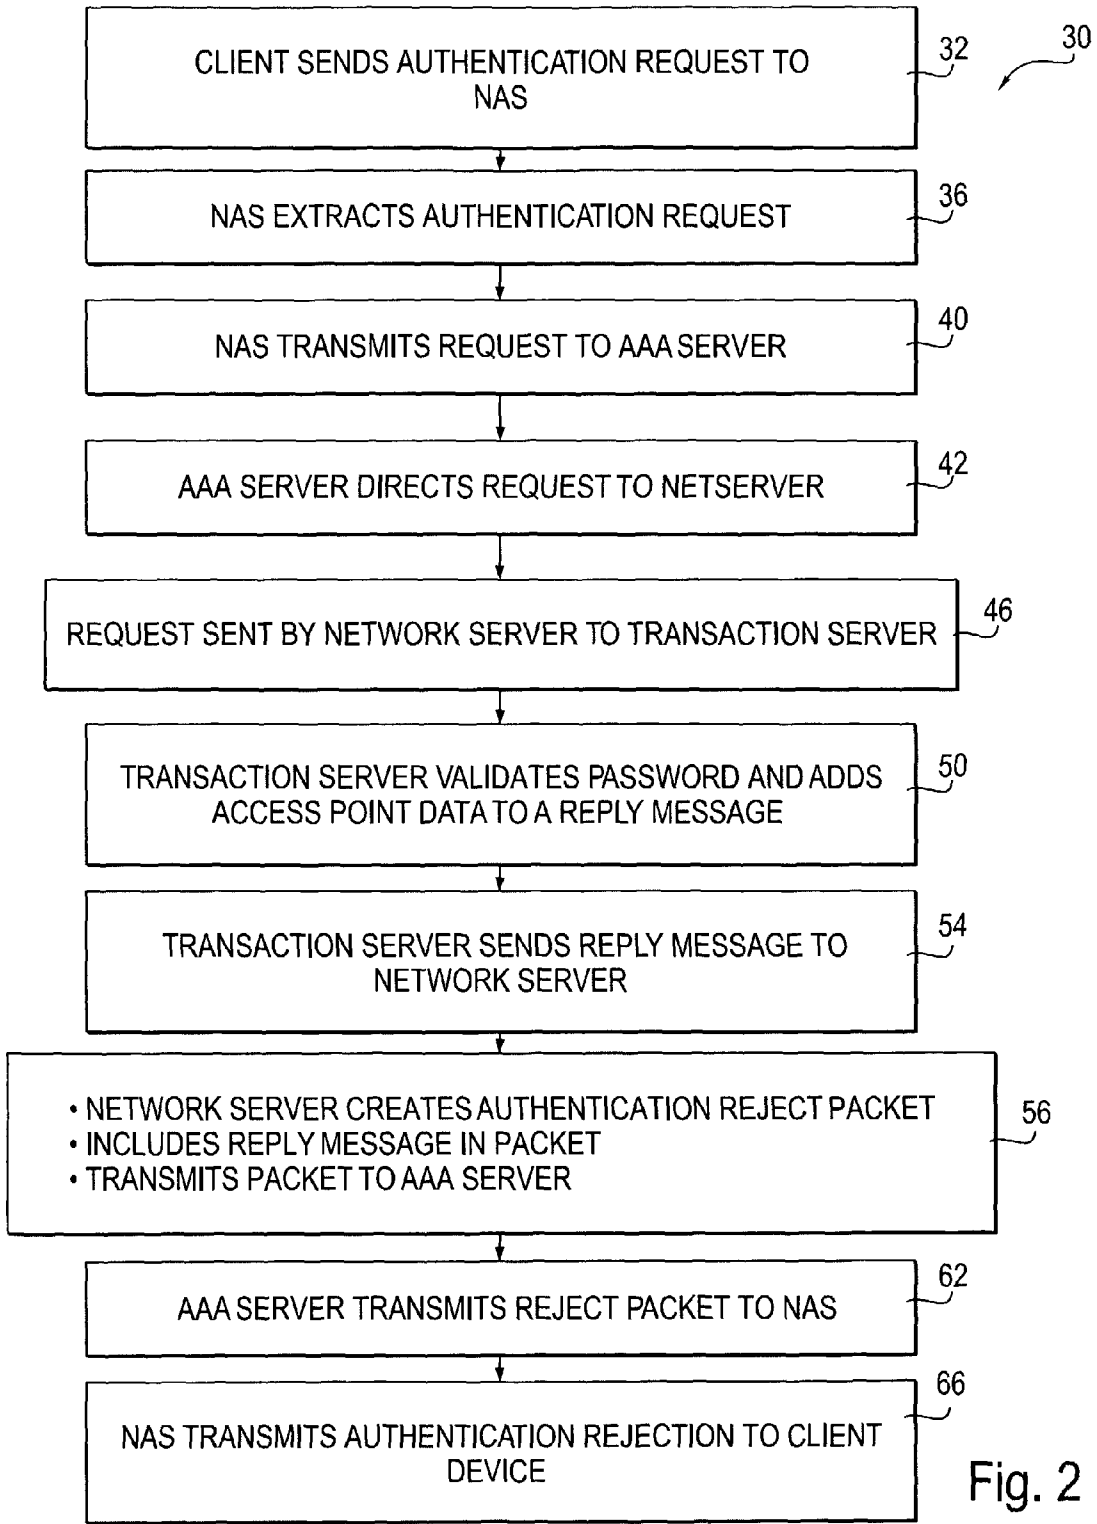 CLIENT SENDS AUTHENTICATION REQUEST TO
NAS
32
30
NAS EXTRACTS AUTHENTICATION REQUEST
36
NAS TRANSMITS REQUEST TO AAA SERVER
40
AAA SERVER DIRECTS REQUEST TO NETSERVER
42
REQUEST SENT BY NETWORK SERVER TO TRANSACTION SERVER
46
TRANSACTION SERVER VALIDATES PASSWORD AND ADDS
ACCESS POINT DATA TO A REPLY MESSAGE
50
TRANSACTION SERVER SENDS REPLY MESSAGE TO
NETWORK SERVER
54
• NETWORK SERVER CREATES AUTHENTICATION REJECT PACKET
• INCLUDES REPLY MESSAGE IN PACKET
• TRANSMITS PACKET TO AAA SERVER
56
AAA SERVER TRANSMITS REJECT PACKET TO NAS
62
NAS TRANSMITS AUTHENTICATION REJECTION TO CLIENT
DEVICE
66
Fig. 2